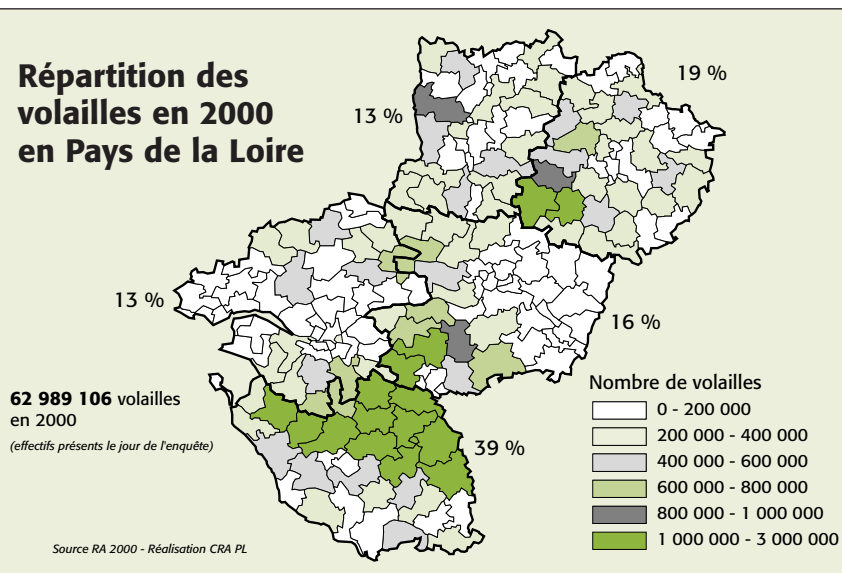 Répartition des
volailles en 2000
en Pays de la Loire
19 %
13 %
13 %
16 %
62 989 106 volailles
en 2000
(effectifs présents le jour de l'enquête)
39 %
Nombre de volailles
0 - 200 000
200 000 - 400 000
400 000 - 600 000
600 000 - 800 000
800 000 - 1 000 000
1 000 000 - 3 000 000
Source RA 2000 - Réalisation CRA PL